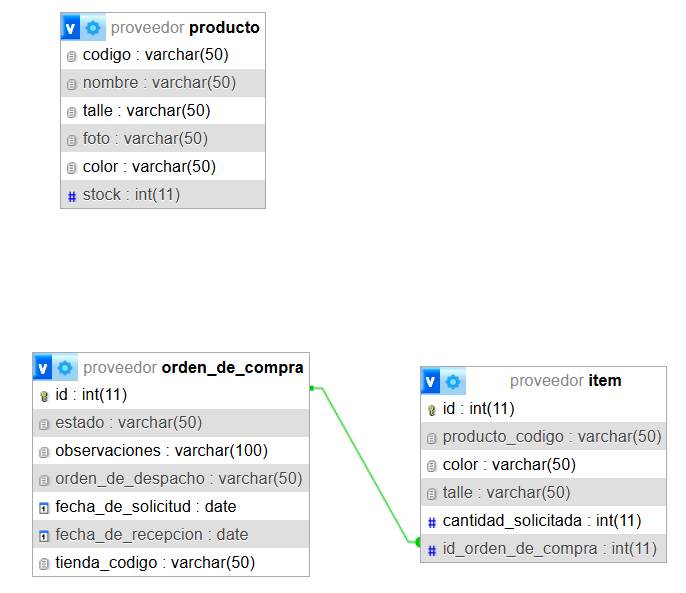 v proveedor producto
codigo : varchar(50)
nombre : varchar(50)
talle : varchar(50)
foto : varchar(50)
color : varchar(50)
# stock : int(11)
v proveedor orden_de_compra
id : int(11)
estado : varchar(50)
observaciones : varchar(100)
orden_de_despacho : varchar(50)
fecha_de_solicitud : date
fecha_de_recepcion : date
tienda_codigo : varchar(50)
v proveedor item
id : int(11)
producto_codigo : varchar(50)
color : varchar(50)
talle : varchar(50)
# cantidad_solicitada : int(11)
# id_orden_de_compra : int(11)